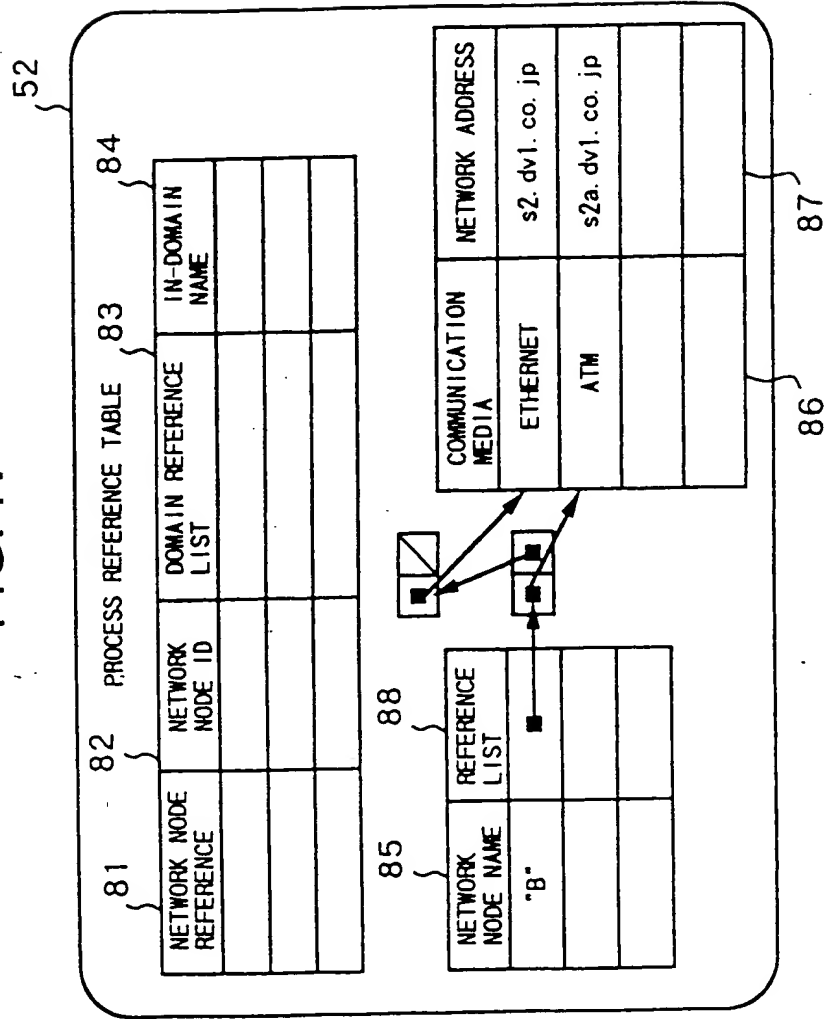 52
PROCESS REFERENCE TABLE
81
82
83
84
NETWORK NODE
REFERENCE
NETWORK
NODE ID
DOMAIN REFERENCE
LIST
IN-DOMAIN
NAME
85
88
NETWORK
NODE NAME
REFERENCE
LIST
"B"
COMMUNICATION
MEDIA
NETWORK ADDRESS
ETHERNET
s2. dv1. co. jp
ATM
s2a. dv1. co. jp
86
87